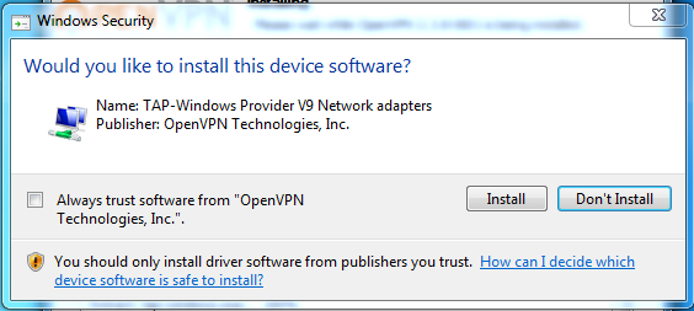 OPENVPN
Installing
Windows Security
Would you like to install this device software?
Name: TAP-Windows Provider V9 Network adapters
Publisher: OpenVPN Technologies, Inc.
Always trust software from "OpenVPN
Technologies, Inc.".
Install
Don't Install
You should only install driver software from publishers you trust. How can I decide which
device software is safe to install?